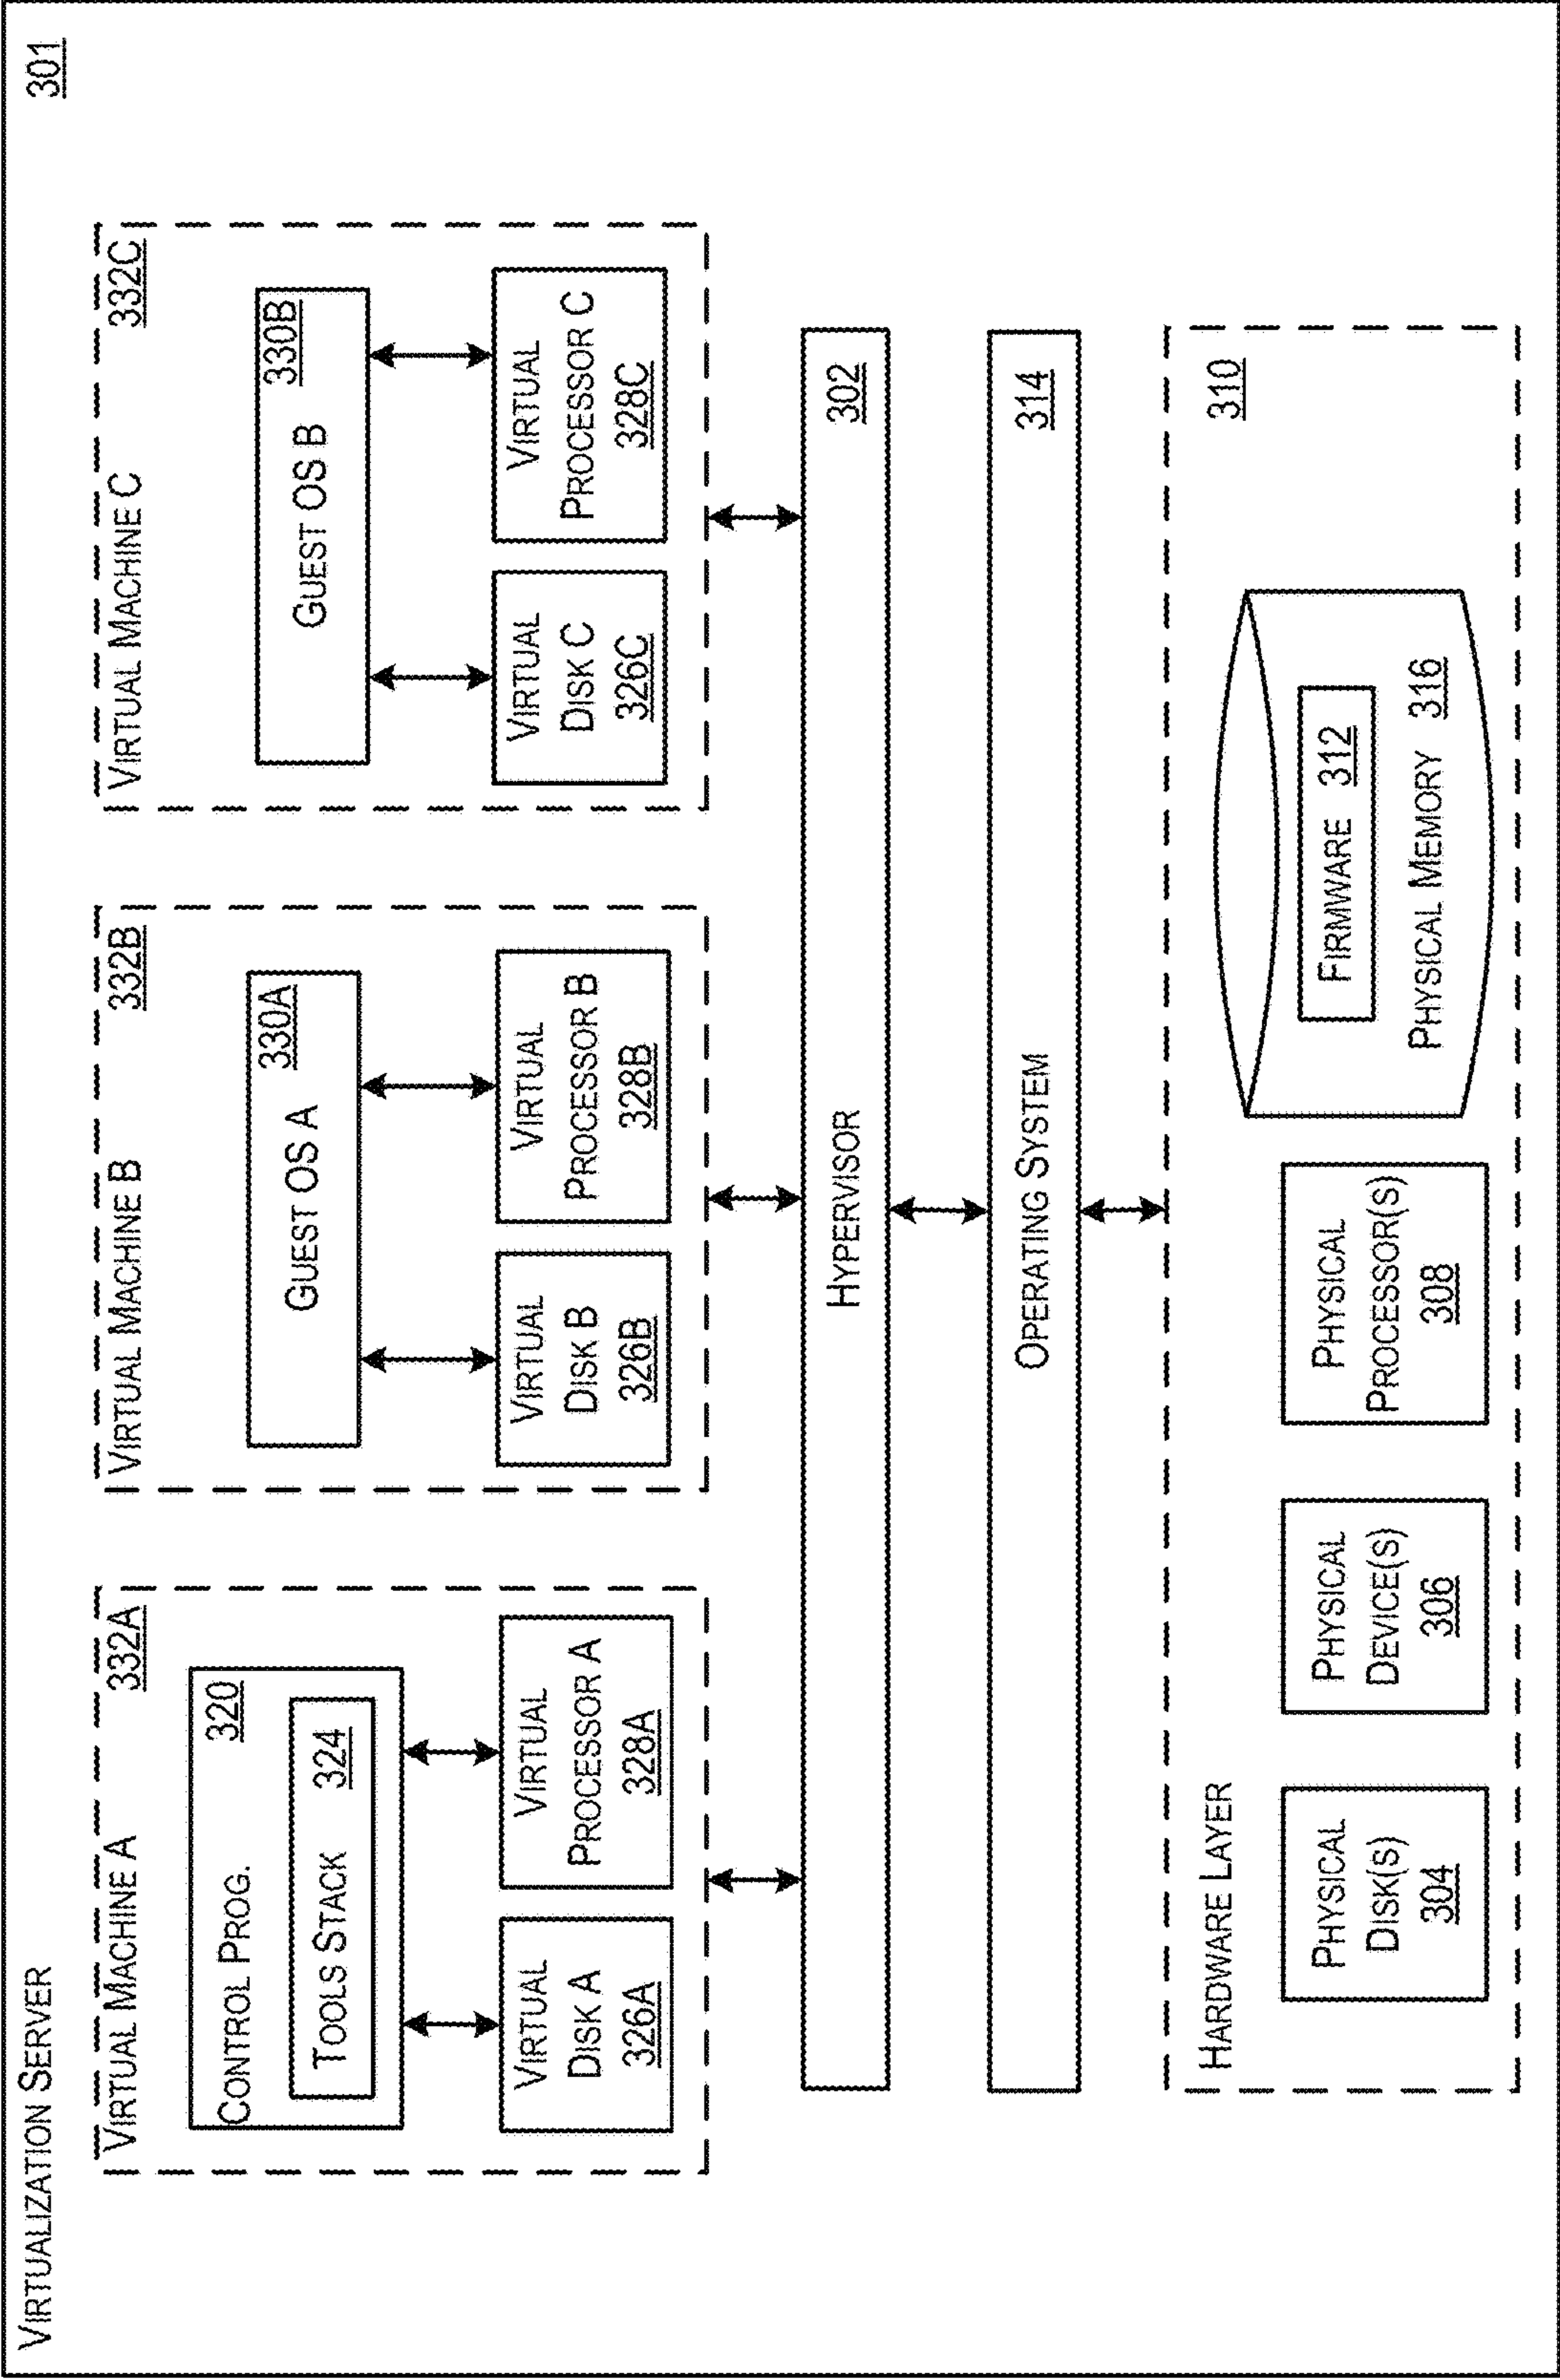 VIRTUALIZATION SERVER
301
VIRTUAL MACHINE A
332A
CONTROL PROG.
320
TOOLS STACK 324
VIRTUAL
DISK A
326A
VIRTUAL
PROCESSOR A
328A
VIRTUAL MACHINE B
332B
GUEST OS A
330A
VIRTUAL
DISK B
326B
VIRTUAL
PROCESSOR B
328B
VIRTUAL MACHINE C
332C
GUEST OS B
330B
VIRTUAL
DISK C
326C
VIRTUAL
PROCESSOR C
328C
HYPERVISOR
302
OPERATING SYSTEM
314
HARDWARE LAYER
310
PHYSICAL
DISK(S)
304
PHYSICAL
DEVICE(S)
306
PHYSICAL
PROCESSOR(S)
308
FIRMWARE 312
PHYSICAL MEMORY 316